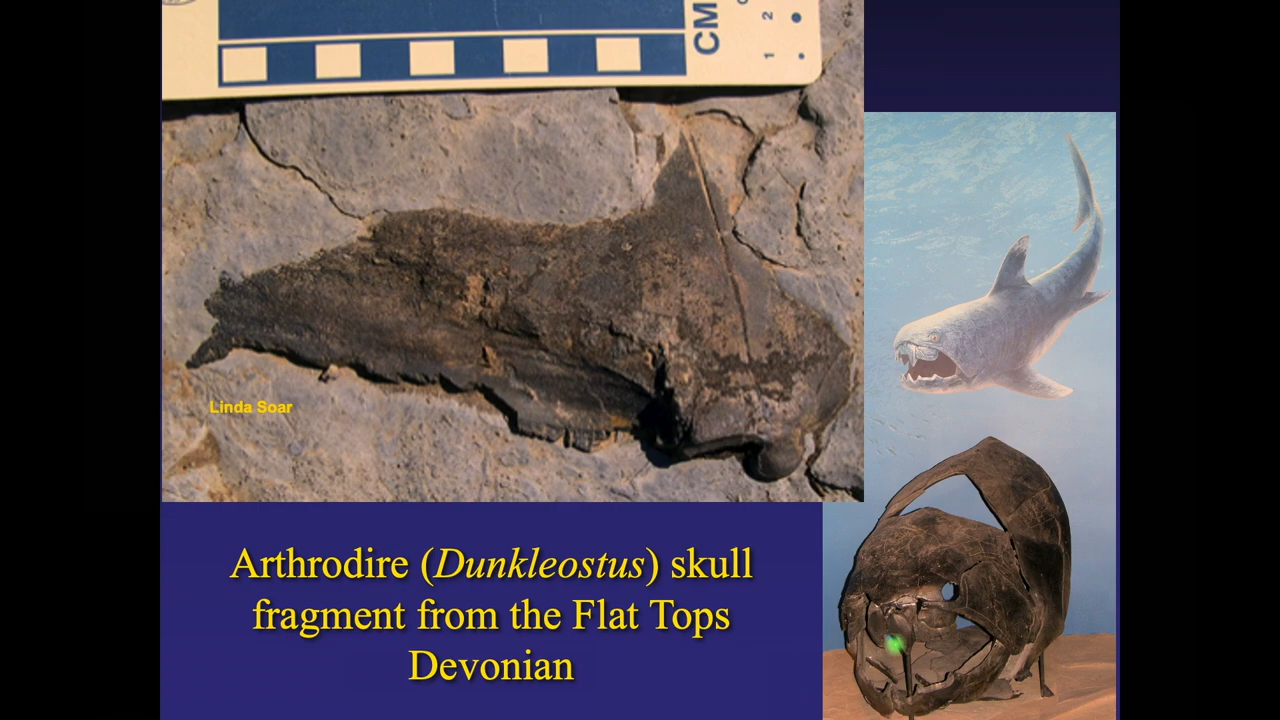 CM
1 2
Linda Soar
Arthrodire (Dunkleostus) skull
fragment from the Flat Tops
Devonian